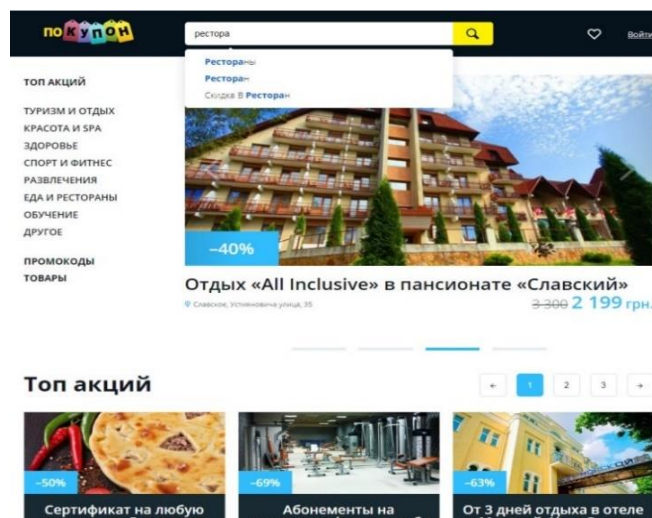 покупон
рестора
Войти
Рестораны
Ресторан
Скидка В Ресторан
ТОП АКЦИЙ
ТУРИЗМ И ОТДЫХ
КРАСОТА И SPA
ЗДОРОВЬЕ
СПОРТ И ФИТНЕС
РАЗВЛЕЧЕНИЯ
ЕДА И РЕСТОРАНЫ
ОБУЧЕНИЕ
ДРУГОЕ
ПРОМОКОДЫ
ТОВАРЫ
–40%
Отдых «All Inclusive» в пансионате «Славский»
Славское, Устияновича улица, 35
3 300 2 199 грн.
Топ акций
← 1 2 3 →
–50%
Сертификат на любую
–69%
Абонементы на
–63%
От 3 дней отдыха в отеле